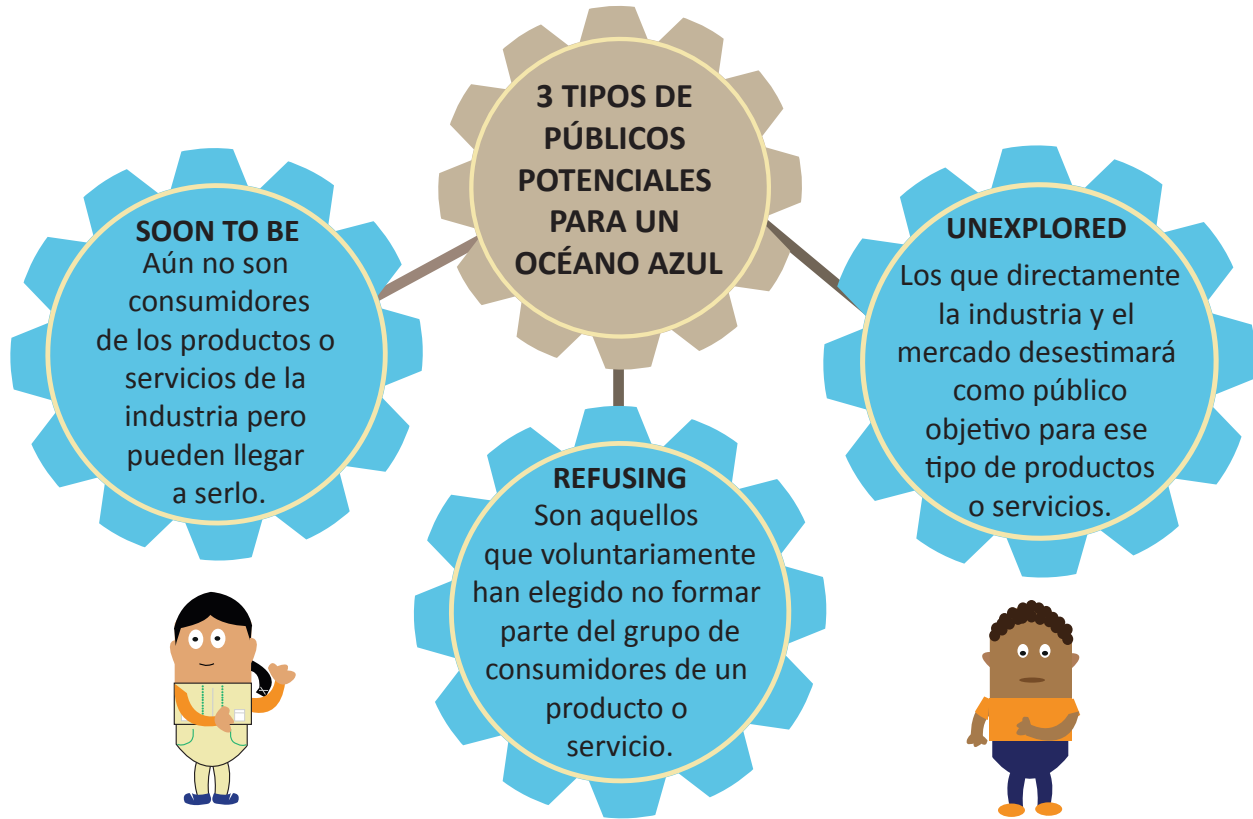 3 TIPOS DE
PÚBLICOS
POTENCIALES
PARA UN
OCÉANO AZUL
SOON TO BE
Aún no son
consumidores
de los productos o
servicios de la
industria pero
pueden llegar
a serlo.
REFUSING
Son aquellos
que voluntariamente
han elegido no formar
parte del grupo de
consumidores de un
producto o
servicio.
UNEXPLORED
Los que directamente
la industria y el
mercado desestimará
como público
objetivo para ese
tipo de productos
o servicios.